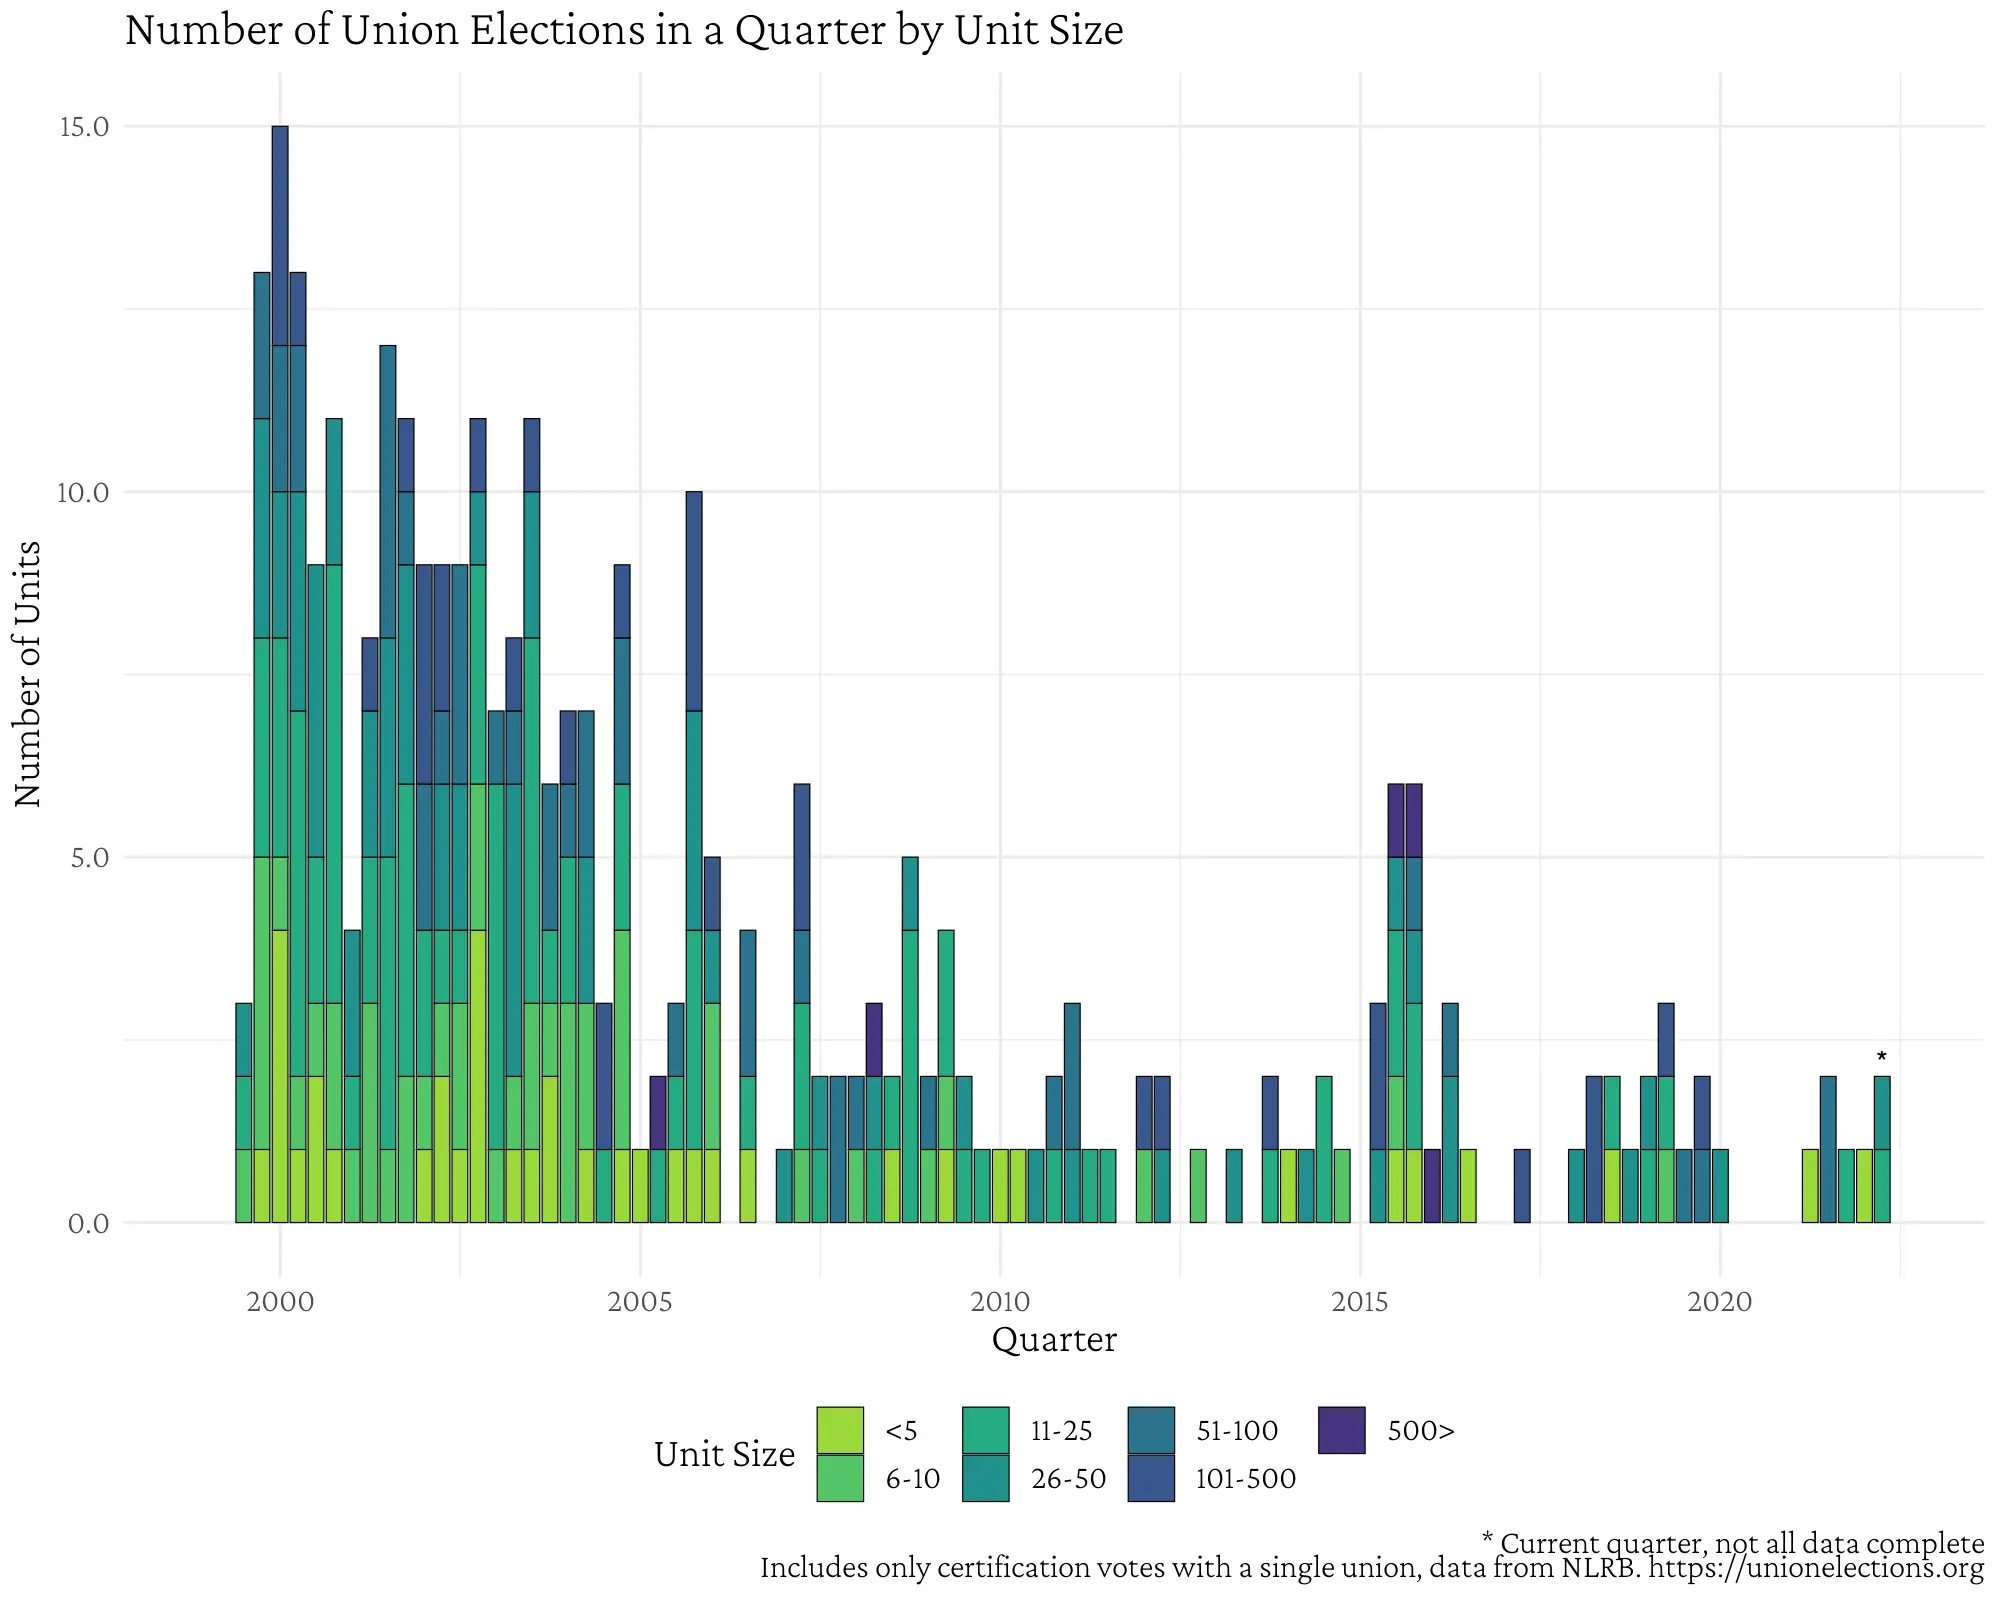 Number of Union Elections in a Quarter by Unit Size
15.0
10.0
5.0
0.0
Number of Units
*
2000 2005 2010 2015 2020
Quarter
Unit Size
<5 11-25 51-100 500>
6-10 26-50 101-500
* Current quarter, not all data complete
Includes only certification votes with a single union, data from NLRB. https://unionelections.org